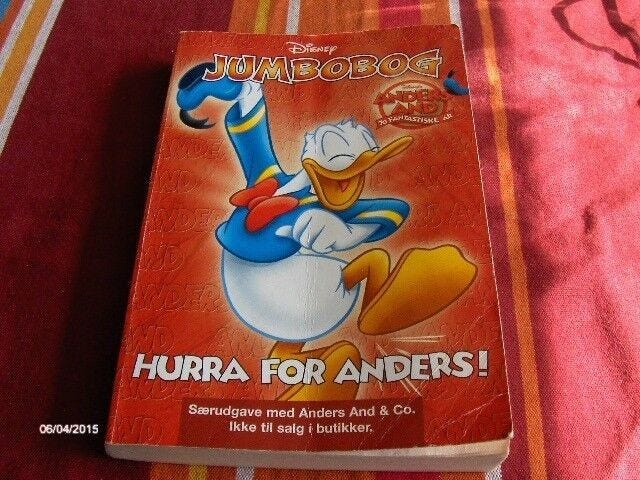 Disney
JUMBOBOG
ANDERS
AND
70 FANTASTISKE ÅR
HURRA FOR ANDERS!
Særudgave med Anders And & Co.
Ikke til salg i butikker.
06/04/2015